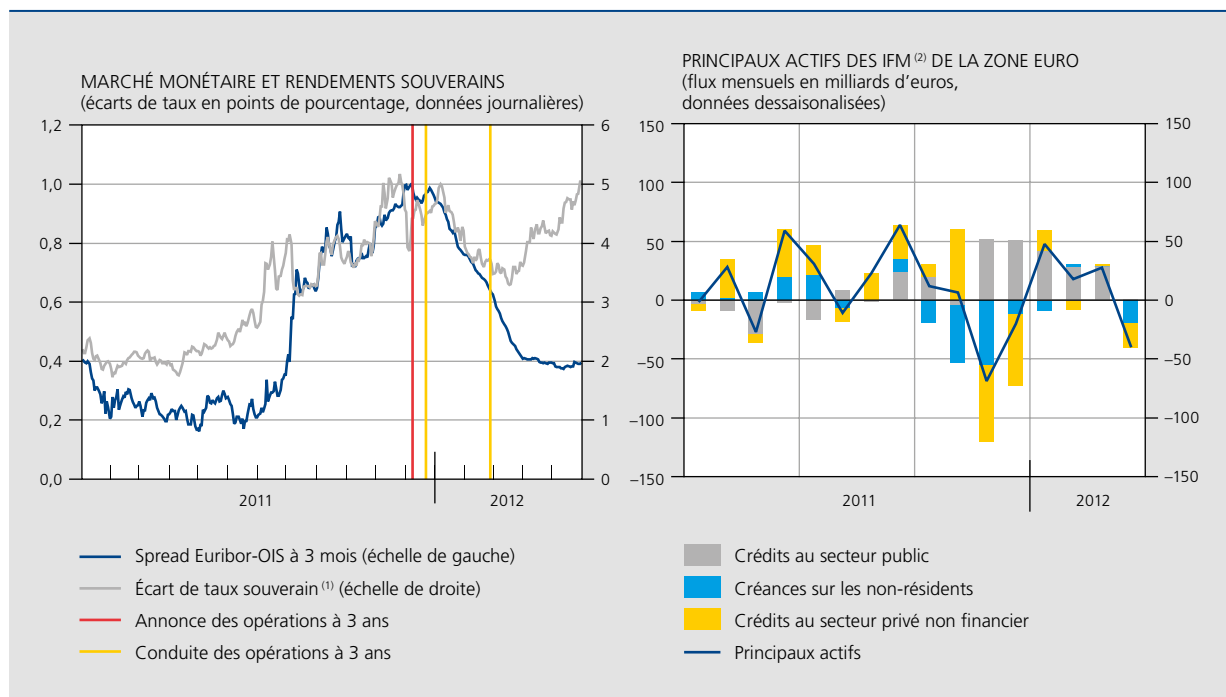 MARCHÉ MONÉTAIRE ET RENDEMENTS SOUVERAINS
(écarts de taux en points de pourcentage, données journalières)
1,2
1,0
0,8
0,6
0,4
0,2
0,0
6
5
4
3
2
1
0
2011
2012
Spread Euribor-OIS à 3 mois (échelle de gauche)
Écart de taux souverain (1) (échelle de droite)
Annonce des opérations à 3 ans
Conduite des opérations à 3 ans
PRINCIPAUX ACTIFS DES IFM (2) DE LA ZONE EURO
(flux mensuels en milliards d’euros,
données dessaisonalisées)
150
100
50
0
–50
–100
–150
150
100
50
0
–50
–100
–150
2011
2012
Crédits au secteur public
Créances sur les non-résidents
Crédits au secteur privé non financier
Principaux actifs